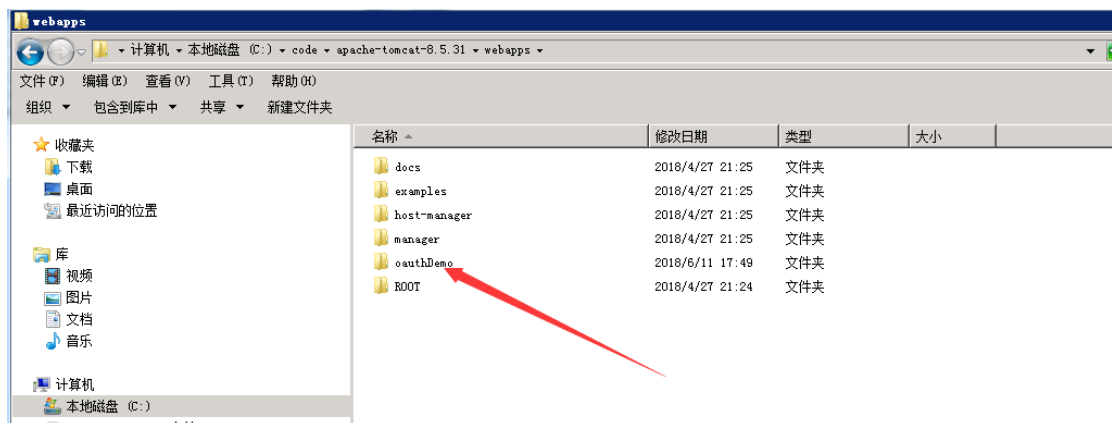 webapps
计算机 本地磁盘 (C:) code apache-tomcat-8.5.31 webapps
文件(F) 编辑(E) 查看(V) 工具(T) 帮助(H)
组织 包含到库中 共享 新建文件夹
名称 修改日期 类型 大小
收藏夹
下载
桌面
最近访问的位置
库
视频
图片
文档
音乐
计算机
本地磁盘 (C:)
docs 2018/4/27 21:25 文件夹
examples 2018/4/27 21:25 文件夹
host-manager 2018/4/27 21:25 文件夹
manager 2018/4/27 21:25 文件夹
oauthDemo 2018/6/11 17:49 文件夹
ROOT 2018/4/27 21:24 文件夹